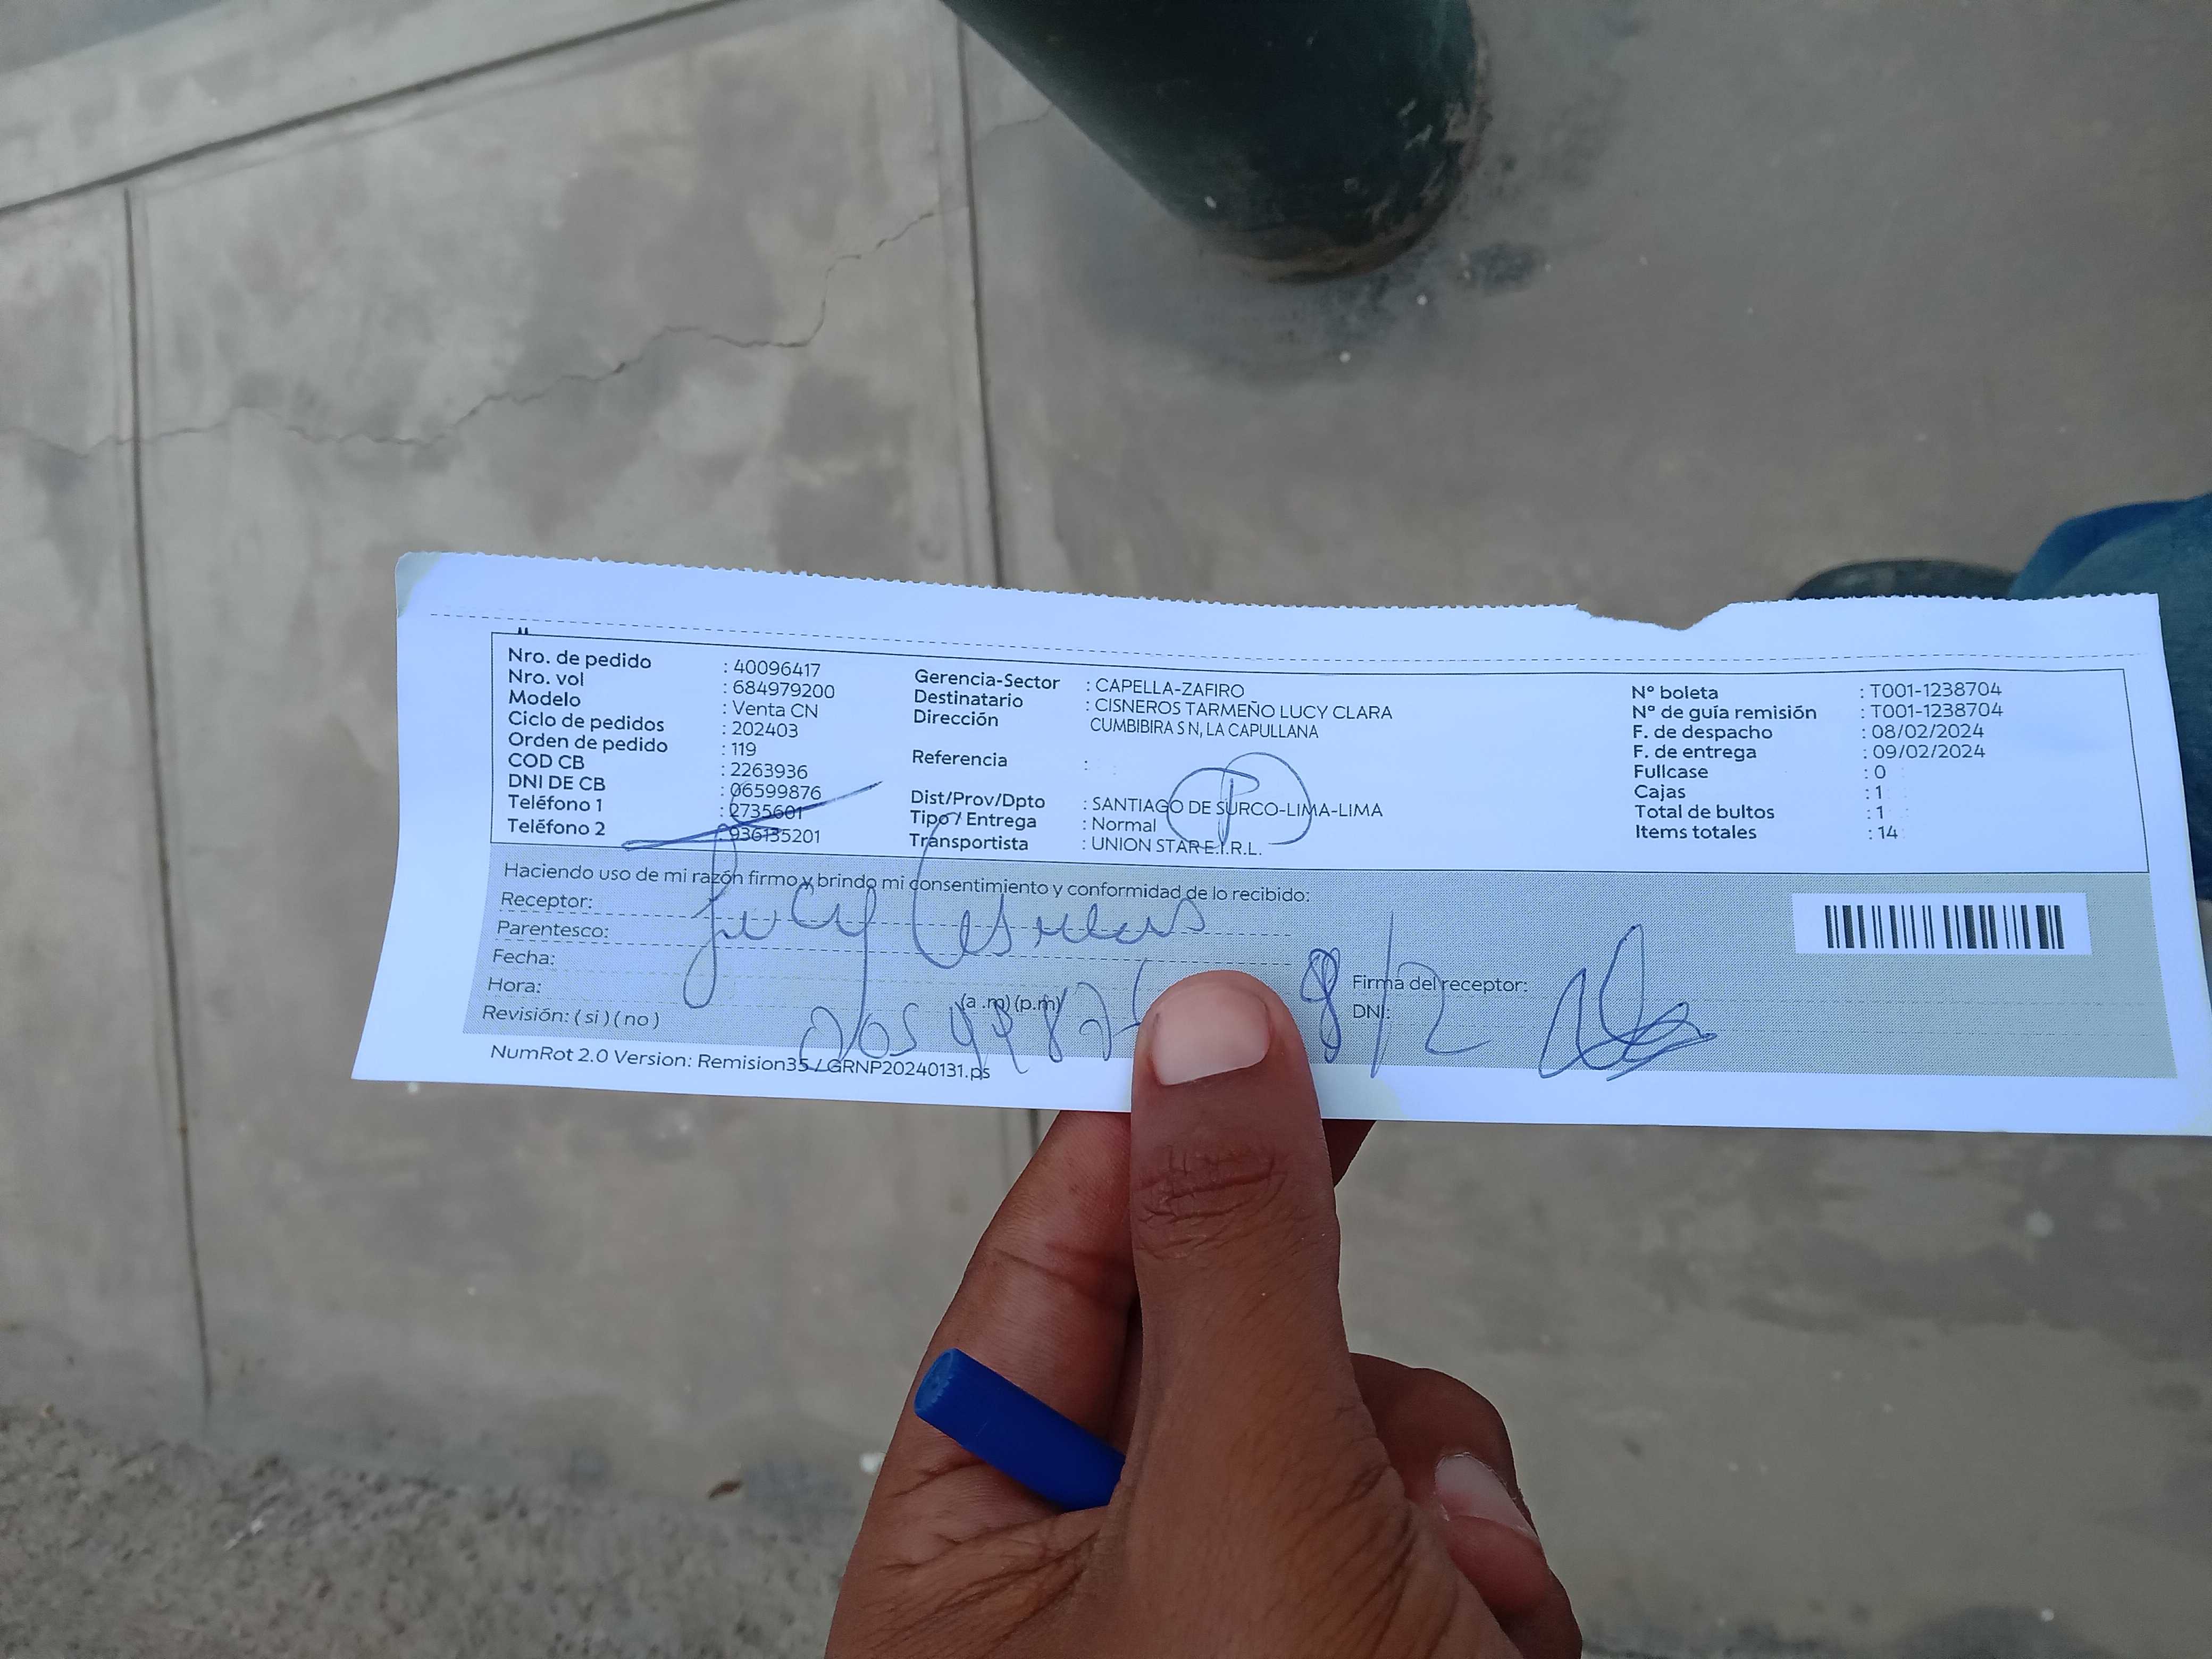 Nro. de pedido : 40096417
Nro. vol : 684979200
Modelo : Venta CN
Ciclo de pedidos : 202403
Orden de pedido : 119
COD CB : 2263936
DNI DE CB : 06599876
Teléfono 1 : 2735601
Teléfono 2 : 936135201
Gerencia-Sector : CAPELLA-ZAFIRO
Destinatario : CISNEROS TARMEÑO LUCY CLARA
Dirección CUMBIBIRA S N, LA CAPULLANA
Referencia :
Dist/Prov/Dpto : SANTIAGO DE SURCO-LIMA-LIMA
Tipo / Entrega : Normal
Transportista : UNION STAR E.I.R.L.
P
N° boleta : T001-1238704
N° de guía remisión : T001-1238704
F. de despacho : 08/02/2024
F. de entrega : 09/02/2024
Fullcase : 0
Cajas : 1
Total de bultos : 1
Items totales : 14
Haciendo uso de mi razón firmo y brindo mi consentimiento y conformidad de lo recibido:
Receptor: Lucy
Parentesco:
Fecha:
Hora: (a .m) (p.m)
Revisión: ( si ) ( no )
8/2
Firma del receptor:
DNI:
NumRot 2.0 Version: Remision35 / GRNP20240131.ps